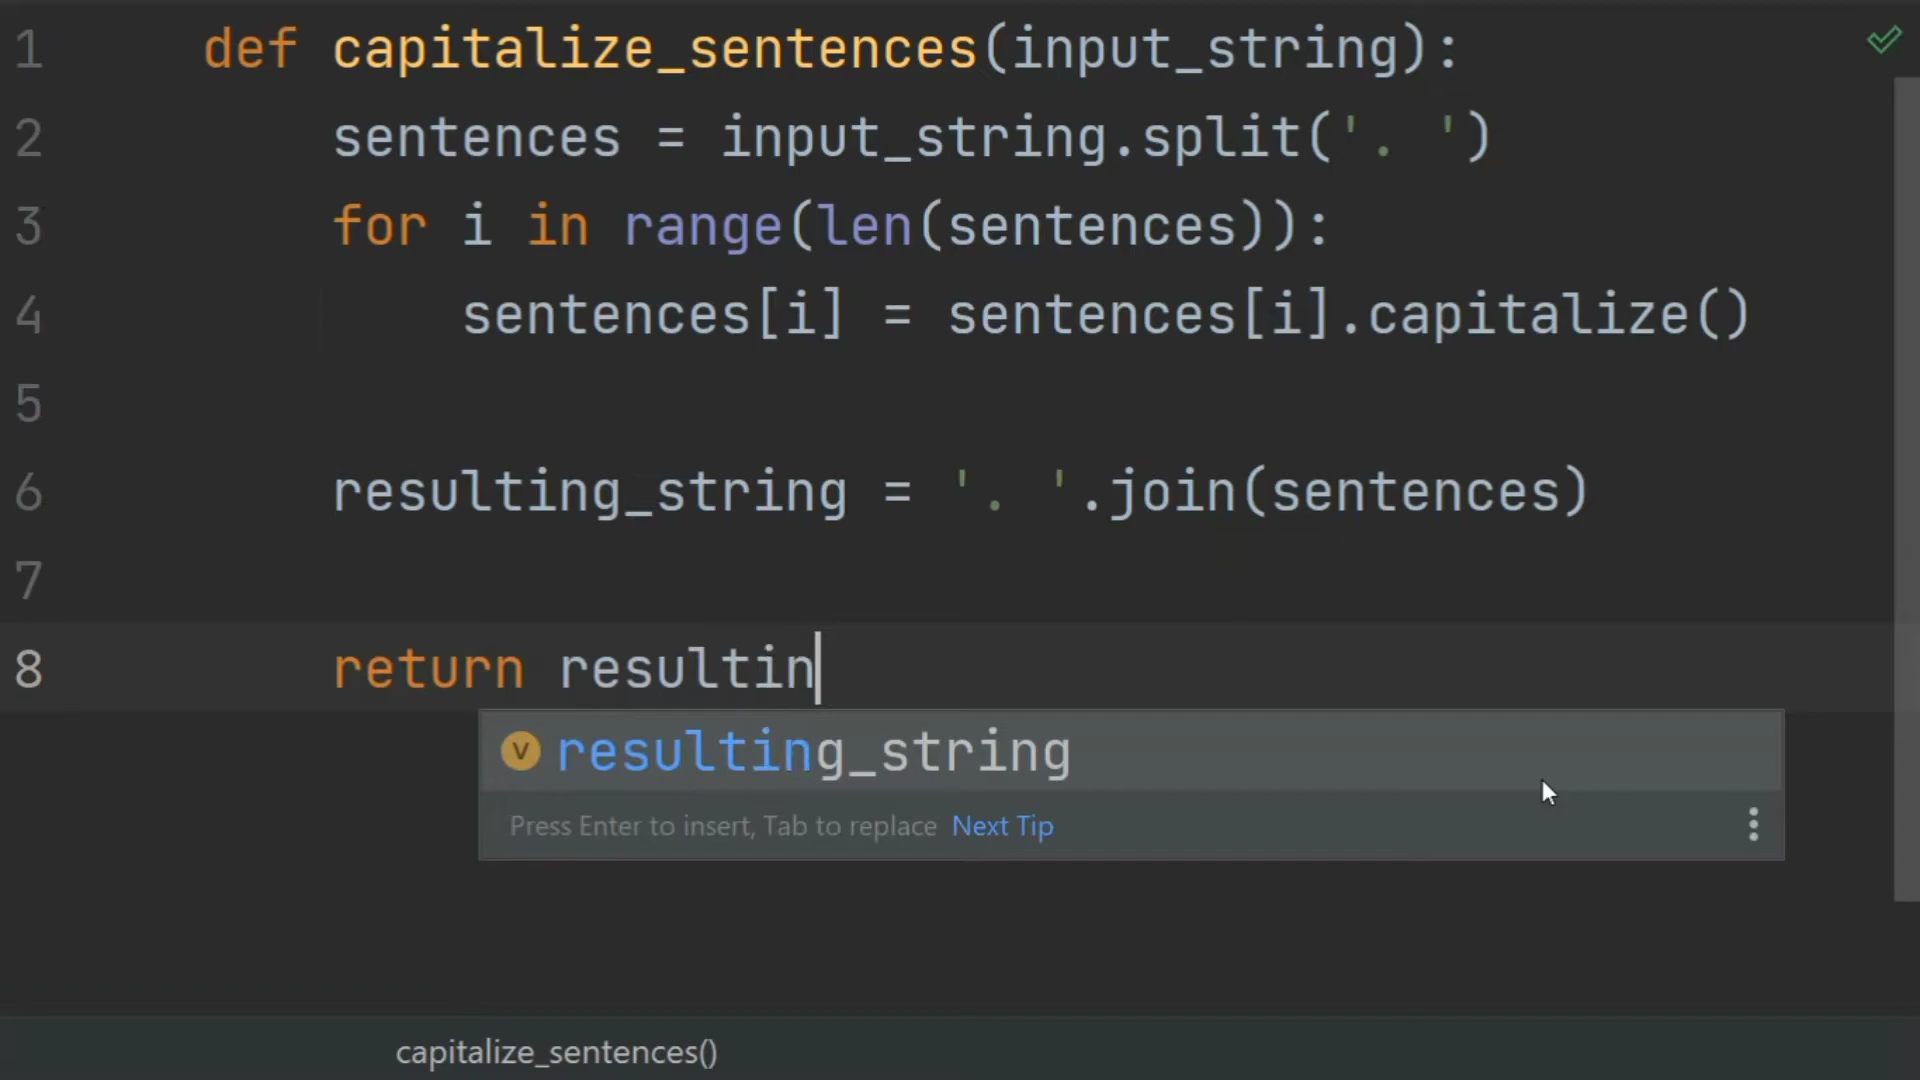 1 def capitalize_sentences(input_string):
2 sentences = input_string.split('. ')
3 for i in range(len(sentences)):
4 sentences[i] = sentences[i].capitalize()
5
6 resulting_string = '. '.join(sentences)
7
8 return resultin
v resulting_string
Press Enter to insert, Tab to replace Next Tip
capitalize_sentences()